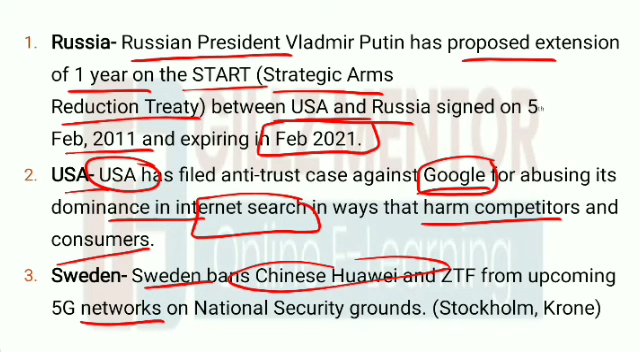 1. Russia- Russian President Vladmir Putin has proposed extension
of 1 year on the START (Strategic Arms
Reduction Treaty) between USA and Russia signed on 5th
Feb, 2011 and expiring in Feb 2021.
2. USA- USA has filed anti-trust case against Google for abusing its
dominance in internet search in ways that harm competitors and
consumers.
Online E-Learning
3. Sweden- Sweden bans Chinese Huawei and ZTF from upcoming
5G networks on National Security grounds. (Stockholm, Krone)